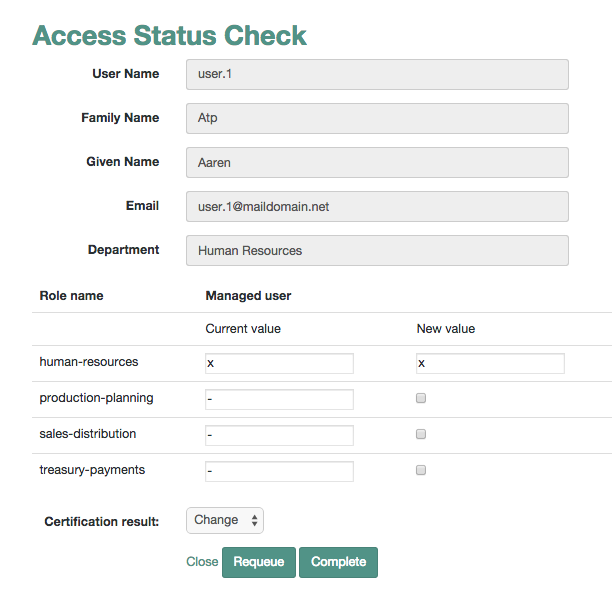 Access Status Check
User Name user.1
Family Name Atp
Given Name Aaren
Email user.1@maildomain.net
Department Human Resources
Role name Managed user
Current value New value
human-resources x x
production-planning -
sales-distribution -
treasury-payments -
Certification result: Change
Close Requeue Complete